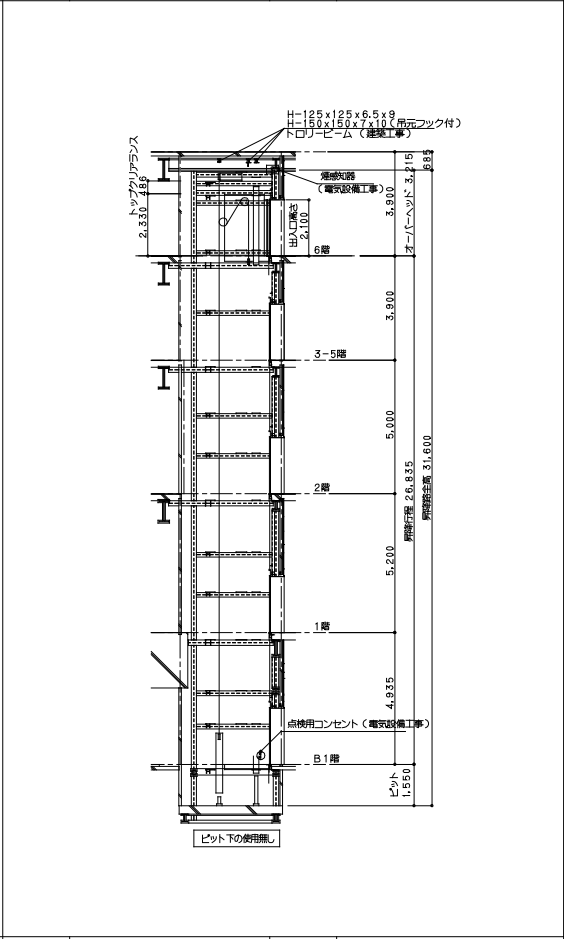 H-125x125x6.5x9
H-150x150x7x10(吊元フック付)
トロリービーム (建築工事)
煙感知器
(電気設備工事)
トップクリアランス
486
2,330
出入口高さ
2,100
6階
3,900
オーバーヘッド 3,215
685
3,900
3-5階
5,000
2階
昇降行程 26,835
昇降路全高 31,600
5,200
1階
4,935
点検用コンセント(電気設備工事)
B1階
ピット
1,550
ピット下の使用無し